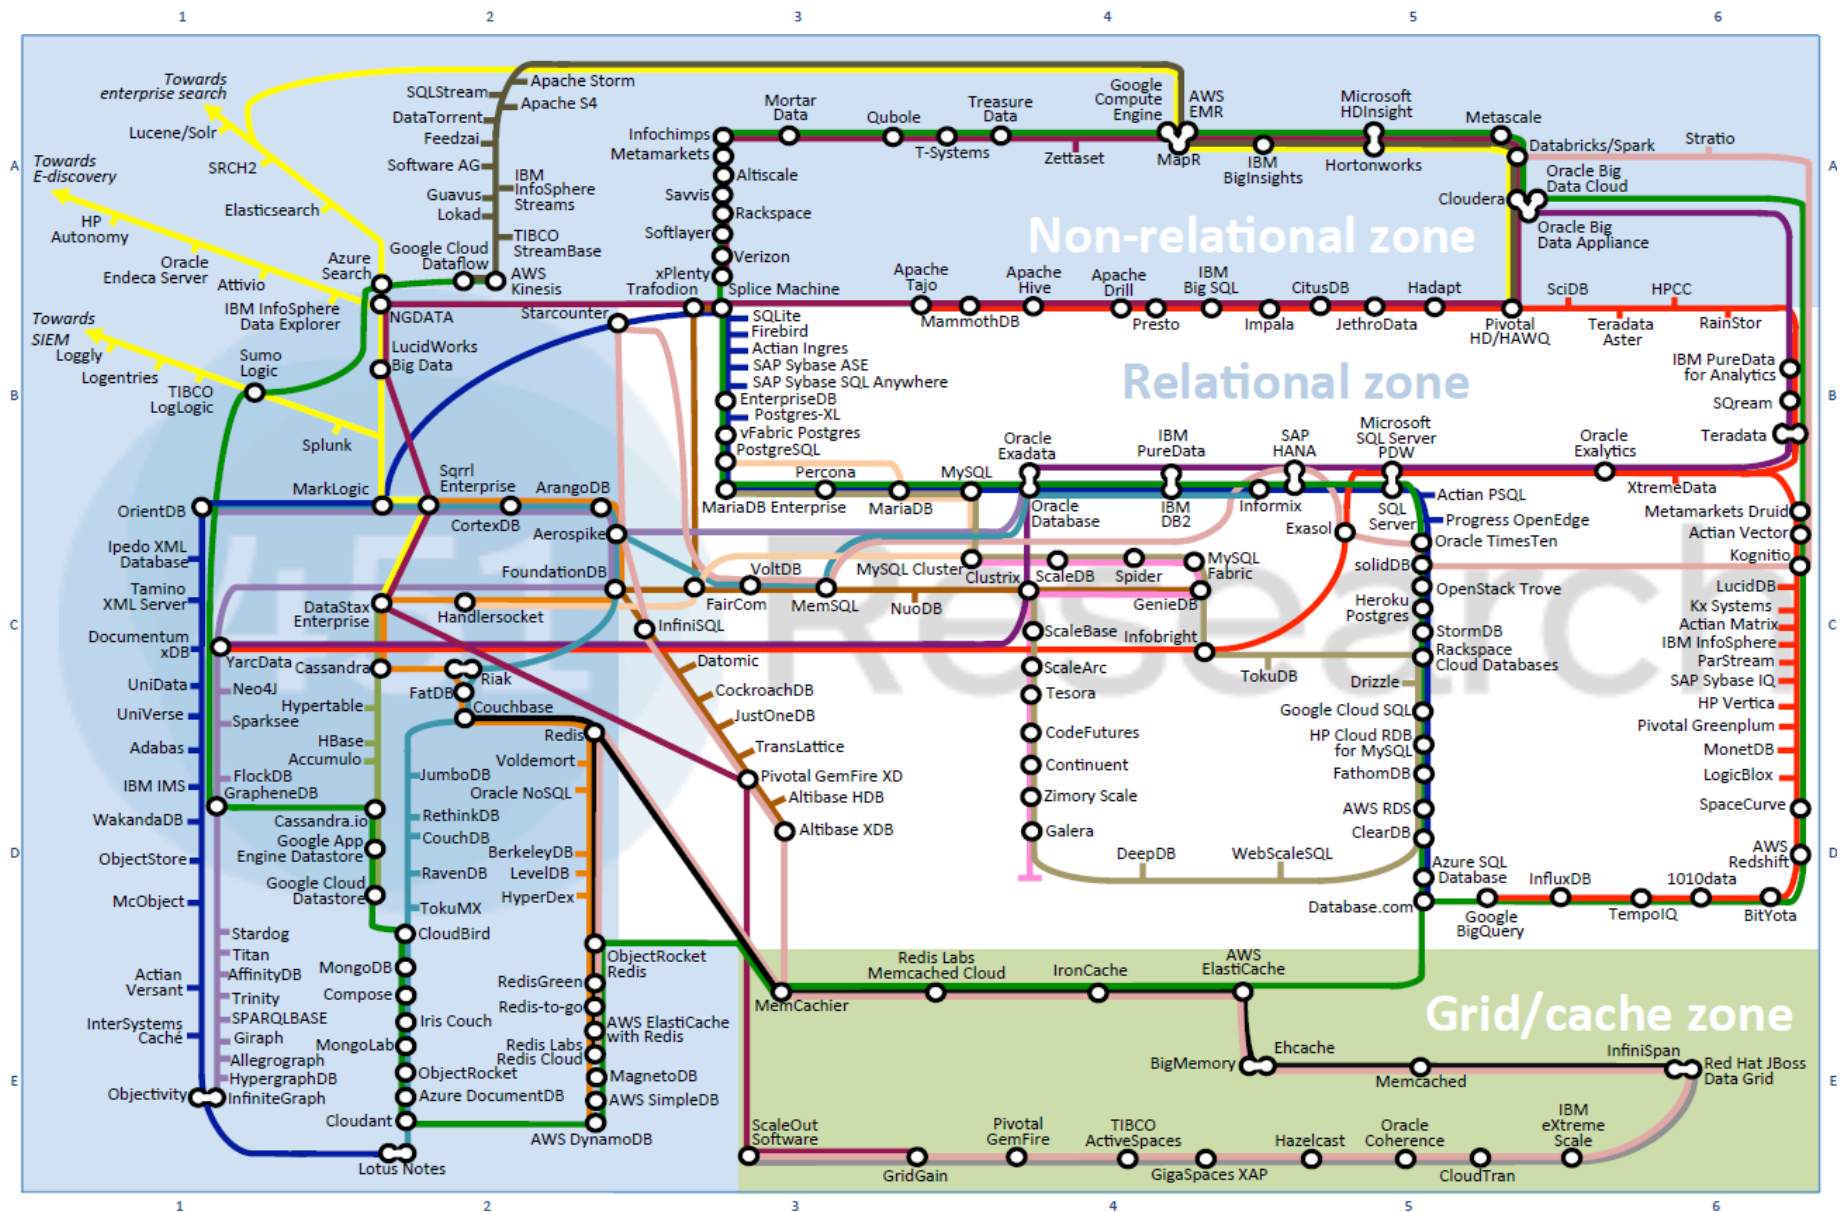 1 2 3 4 5 6
Towards
enterprise search
Lucene/Solr
SRCH2
Elasticsearch
Towards
E-discovery
HP
Autonomy
Oracle
Endeca Server
Attivio
IBM InfoSphere
Data Explorer
Towards
SIEM
Loggly
Logentries
TIBCO
LogLogic
Sumo
Logic
Splunk
Azure
Search
NGDATA
LucidWorks
Big Data
SQLStream
DataTorrent
Feedzai
Software AG
Guavus
Lokad
Google Cloud
Dataflow
Apache Storm
Apache S4
IBM
InfoSphere
Streams
TIBCO
StreamBase
AWS
Kinesis
Infochimps
Metamarkets
Altiscale
Savvis
Rackspace
Softlayer
Verizon
xPlenty
Trafodion
Splice Machine
Starcounter
Mortar
Data
Qubole
T-Systems
Treasure
Data
Zettaset
Google
Compute
Engine
AWS
EMR
MapR
IBM
BigInsights
Microsoft
HDInsight
Hortonworks
Metascale
Databricks/Spark
Stratio
Cloudera
Oracle Big
Data Cloud
Oracle Big
Data Appliance
Non-relational zone
Apache
Tajo
MammothDB
Apache
Hive
Apache
Drill
Presto
IBM
Big SQL
Impala
CitusDB
JethroData
Hadapt
Pivotal
HD/HAWQ
SciDB
Teradata
Aster
HPCC
RainStor
Relational zone
SQLite
Firebird
Actian Ingres
SAP Sybase ASE
SAP Sybase SQL Anywhere
EnterpriseDB
Postgres-XL
vFabric Postgres
PostgreSQL
MariaDB Enterprise
Percona
MariaDB
MySQL
Oracle
Exadata
Oracle
Database
IBM
PureData
IBM
DB2
SAP
HANA
Informix
Microsoft
SQL Server
PDW
SQL
Server
Oracle
Exalytics
XtremeData
IBM PureData
for Analytics
SQream
Teradata
Metamarkets Druid
Actian Vector
Kognitio
LucidDB
Kx Systems
Actian Matrix
IBM InfoSphere
ParStream
SAP Sybase IQ
HP Vertica
Pivotal Greenplum
MonetDB
LogicBlox
SpaceCurve
AWS
Redshift
BitYota
1010data
TempoIQ
InfluxDB
Google
BigQuery
Actian PSQL
Progress OpenEdge
Oracle TimesTen
Exasol
solidDB
OpenStack Trove
Heroku
Postgres
StormDB
Rackspace
Cloud Databases
Drizzle
Google Cloud SQL
HP Cloud RDB
for MySQL
FathomDB
AWS RDS
ClearDB
Azure SQL
Database
Database.com
MarkLogic
Sqrrl
Enterprise
CortexDB
ArangoDB
Aerospike
FoundationDB
OrientDB
Ipedo XML
Database
Tamino
XML Server
Documentum
xDB
UniData
UniVerse
Adabas
IBM IMS
WakandaDB
ObjectStore
McObject
Actian
Versant
InterSystems
Caché
Objectivity
YarcData
Neo4J
Sparksee
FlockDB
GrapheneDB
Stardog
Titan
AffinityDB
Trinity
SPARQLBASE
Giraph
Allegrograph
HypergraphDB
InfiniteGraph
Lotus Notes
DataStax
Enterprise
Handlersocket
Cassandra
Hypertable
HBase
Accumulo
Cassandra.io
Google App
Engine Datastore
Google Cloud
Datastore
CloudBird
MongoDB
Compose
Iris Couch
MongoLab
ObjectRocket
Azure DocumentDB
Cloudant
Riak
FatDB
Couchbase
Redis
JumboDB
RethinkDB
CouchDB
RavenDB
TokuMX
Voldemort
Oracle NoSQL
BerkeleyDB
LevelDB
HyperDex
ObjectRocket
Redis
RedisGreen
Redis-to-go
AWS ElastiCache
with Redis
Redis Labs
Redis Cloud
MagnetoDB
AWS SimpleDB
AWS DynamoDB
451 Research
FairCom
VoltDB
MemSQL
NuoDB
MySQL Cluster
Clustrix
ScaleDB
Spider
MySQL
Fabric
GenieDB
InfiniSQL
Datomic
CockroachDB
JustOneDB
TransLattice
Pivotal GemFire XD
Altibase HDB
Altibase XDB
ScaleBase
ScaleArc
Tesora
CodeFutures
Continuent
Zimory Scale
Galera
Infobright
TokuDB
DeepDB
WebScaleSQL
MemCachier
Redis Labs
Memcached Cloud
IronCache
AWS
ElastiCache
Grid/cache zone
BigMemory
Ehcache
Memcached
InfiniSpan
Red Hat JBoss
Data Grid
ScaleOut
Software
GridGain
Pivotal
GemFire
TIBCO
ActiveSpaces
GigaSpaces XAP
Hazelcast
Oracle
Coherence
CloudTran
IBM
eXtreme
Scale
A A
B B
C C
D D
E E
1 2 3 4 5 6